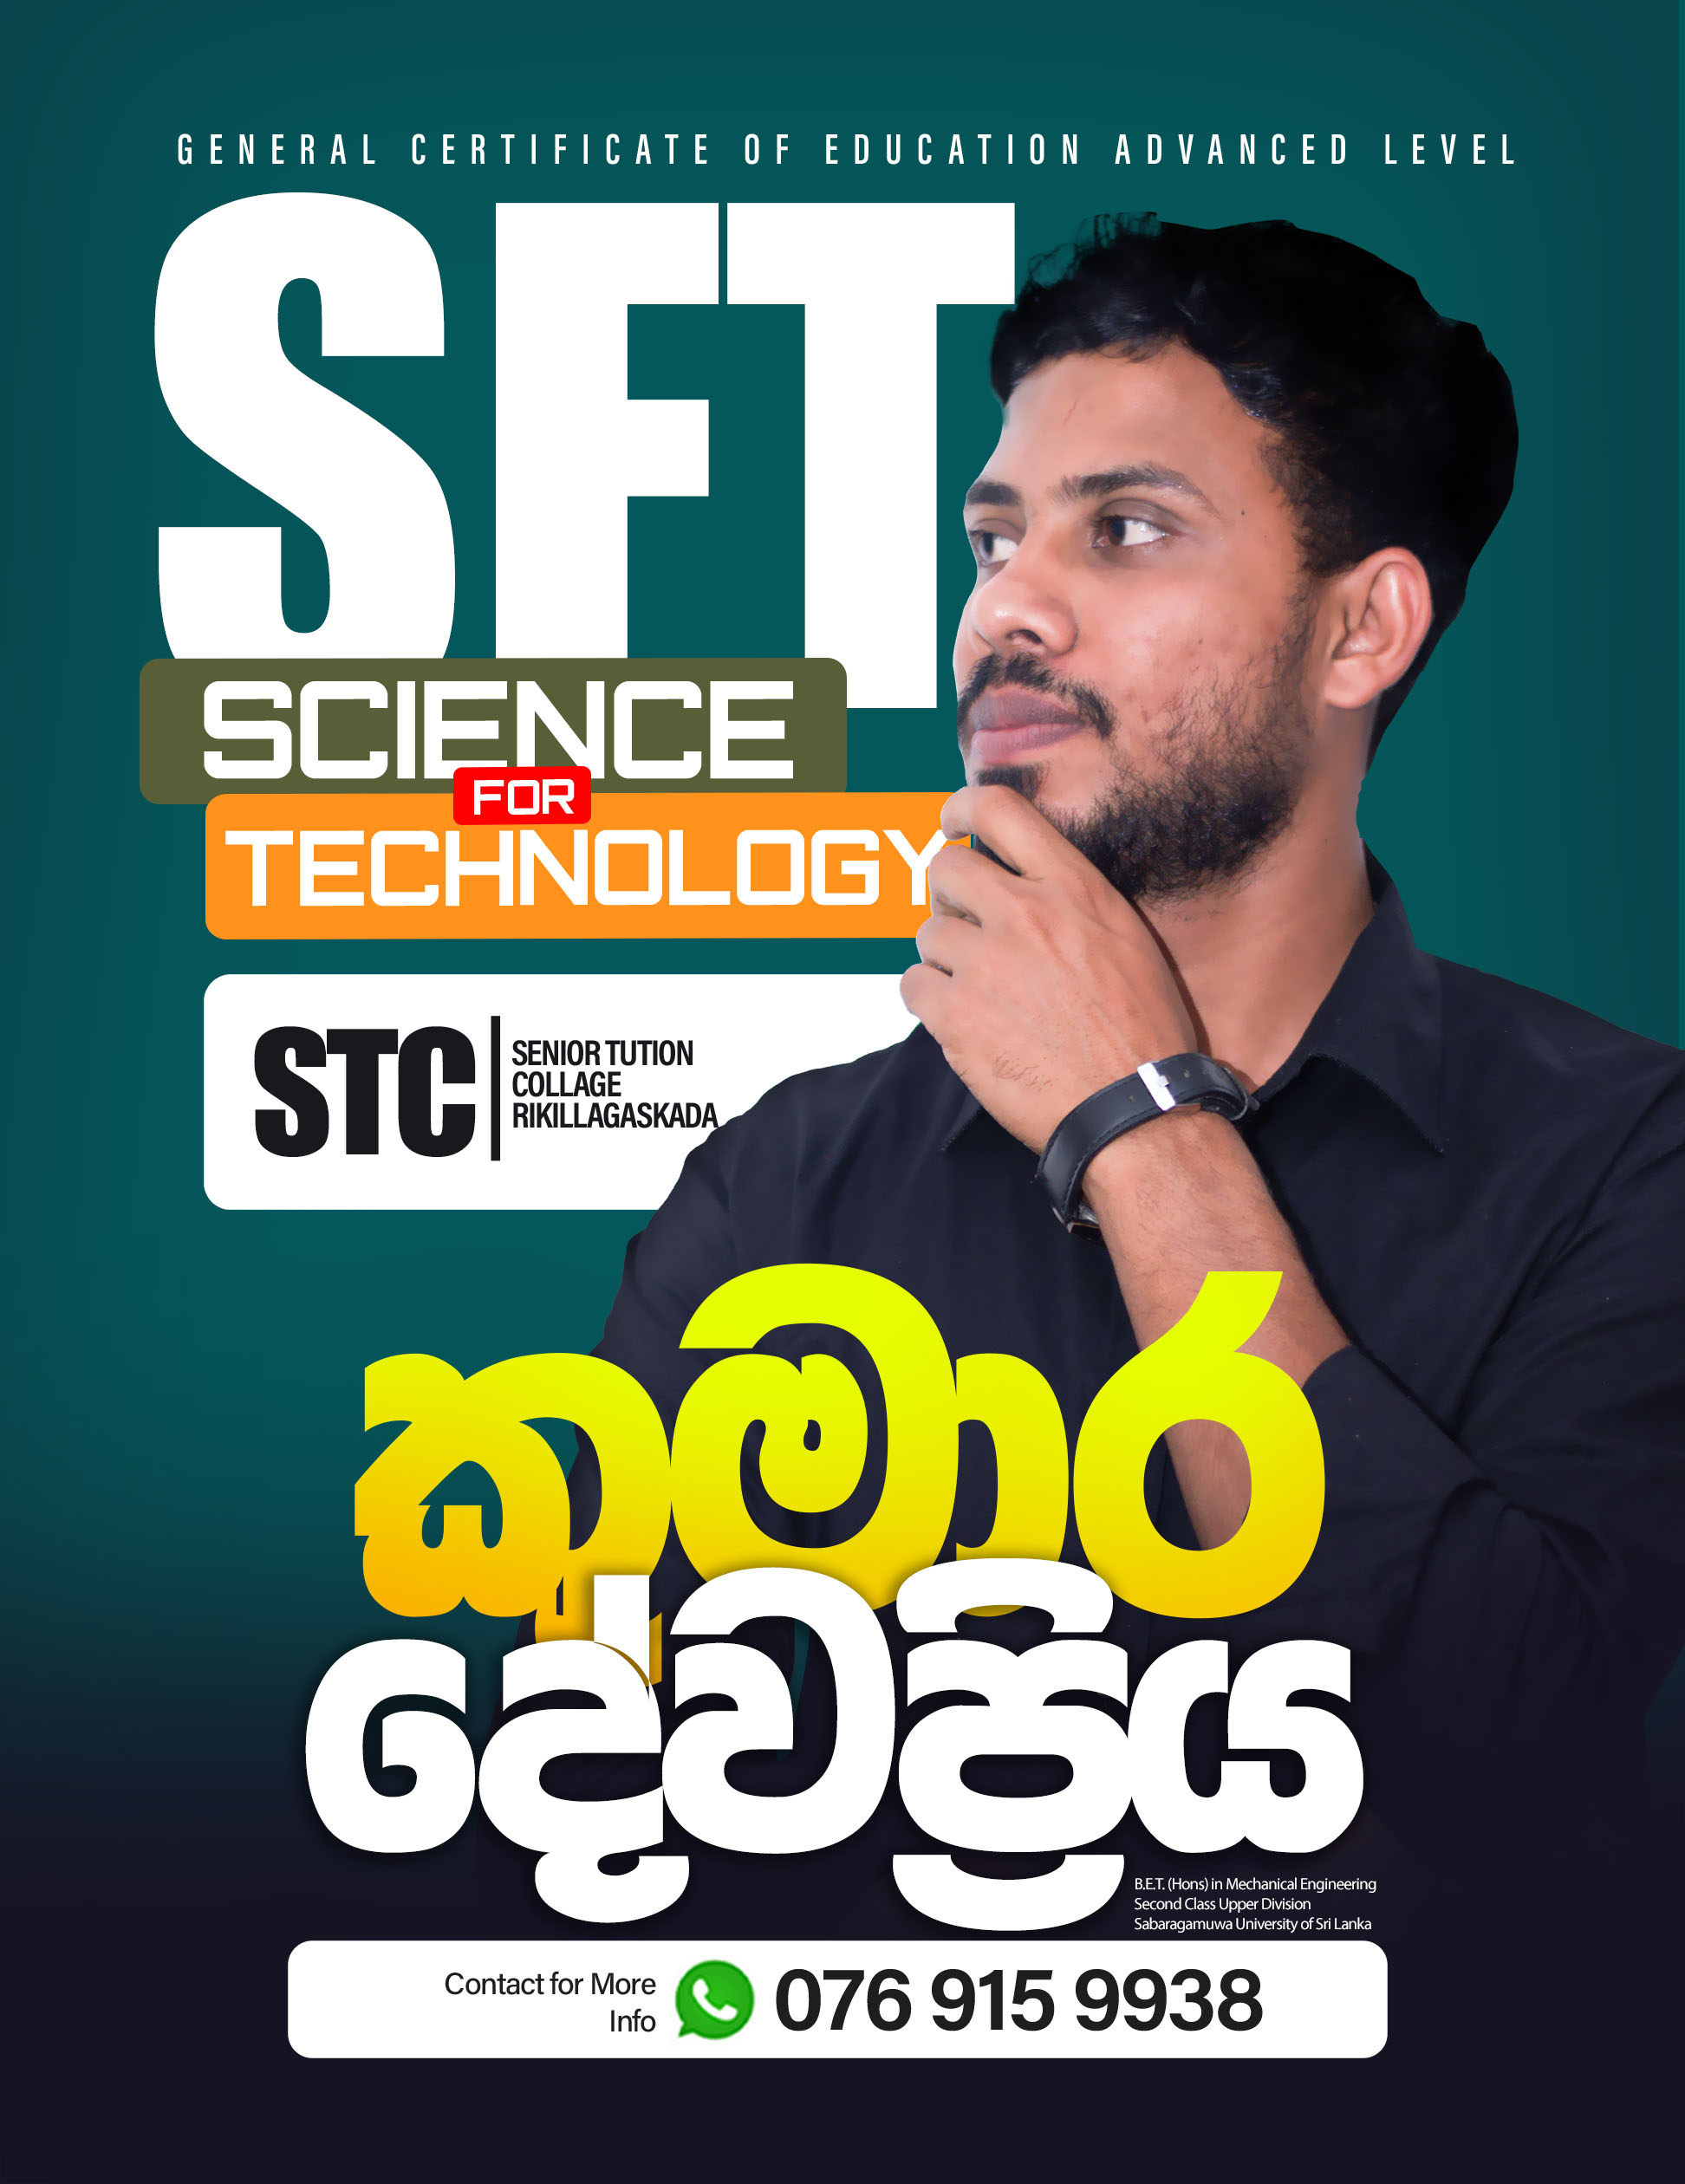 GENERAL CERTIFICATE OF EDUCATION ADVANCED LEVEL
SFT
SCIENCE
FOR
TECHNOLOGY
STC
SENIOR TUTION
COLLAGE
RIKILLAGASKADA
කුමාර
දේවප්‍රිය
B.E.T. (Hons) in Mechanical Engineering
Second Class Upper Division
Sabaragamuwa University of Sri Lanka
Contact for More
Info
076 915 9938